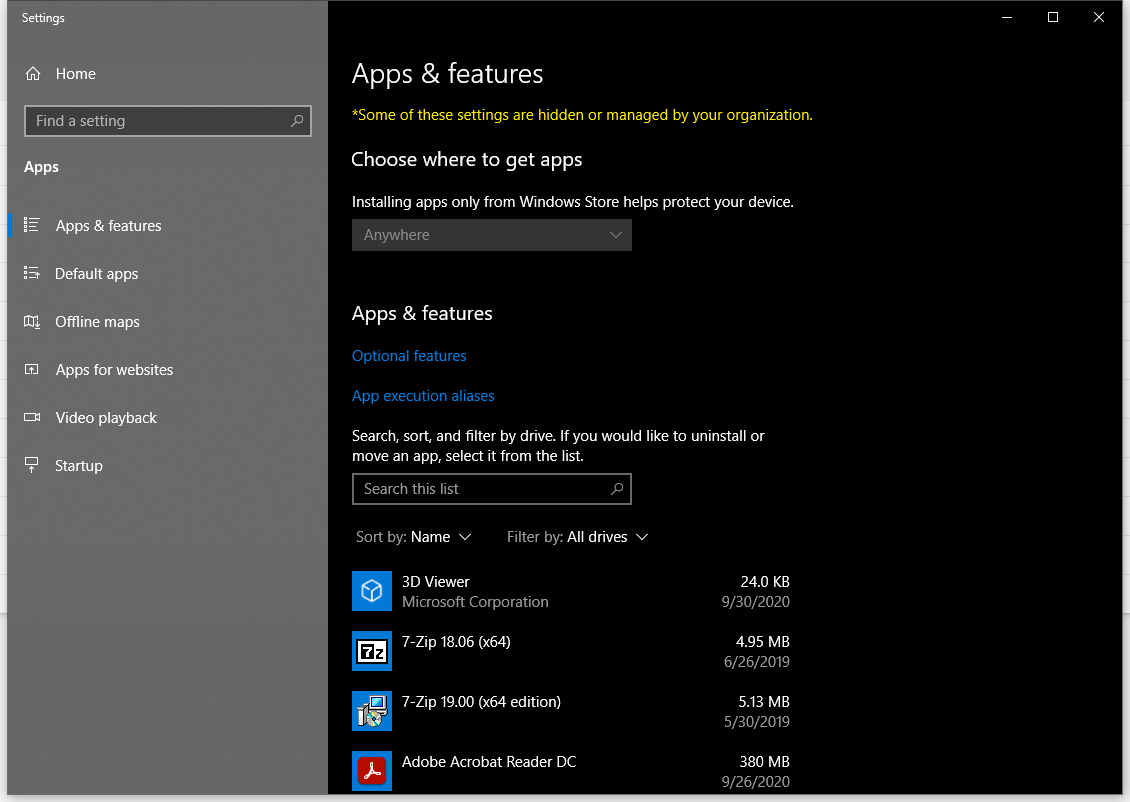 Settings
Home
Find a setting
Apps
Apps & features
Default apps
Offline maps
Apps for websites
Video playback
Startup
Apps & features
*Some of these settings are hidden or managed by your organization.
Choose where to get apps
Installing apps only from Windows Store helps protect your device.
Anywhere
Apps & features
Optional features
App execution aliases
Search, sort, and filter by drive. If you would like to uninstall or
move an app, select it from the list.
Search this list
Sort by: Name Filter by: All drives
3D Viewer 24.0 KB
Microsoft Corporation 9/30/2020
7z
7-Zip 18.06 (x64) 4.95 MB
6/26/2019
7-Zip 19.00 (x64 edition) 5.13 MB
5/30/2019
Adobe Acrobat Reader DC 380 MB
9/26/2020